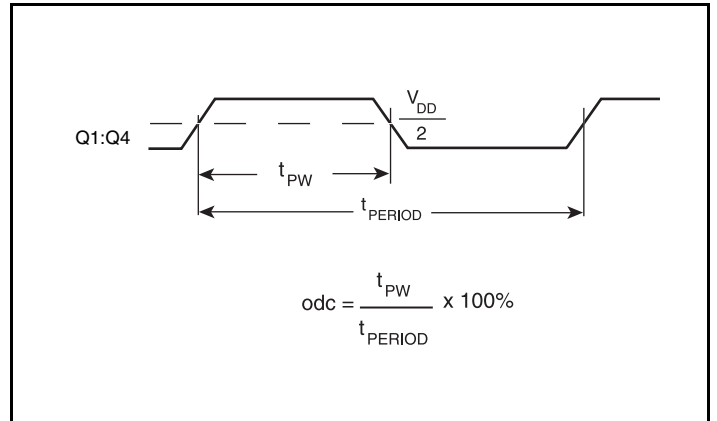 V_DD
Q1:Q4
2
t_PW
t_PERIOD
odc = t_PW / t_PERIOD x 100%